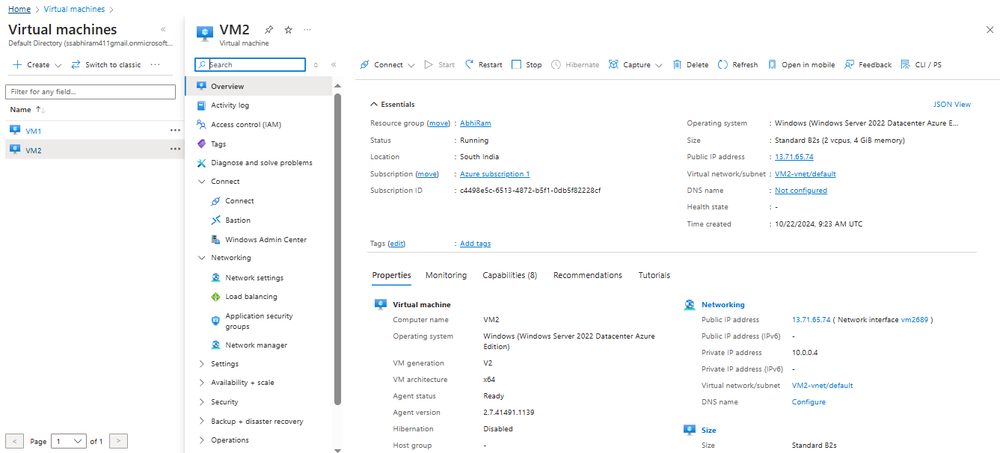 Home > Virtual machines >
Virtual machines
«
Default Directory (ssabhiram411gmail.onmicrosoft...
Create
Switch to classic
...
Filter for any field...
Name ↑↓
VM1
...
VM2
...
< Page 1 of 1 >
VM2
...
Virtual machine
Search
«
Overview
Activity log
Access control (IAM)
Tags
Diagnose and solve problems
Connect
Connect
Bastion
Windows Admin Center
Networking
Network settings
Load balancing
Application security
groups
Network manager
Settings
Availability + scale
Security
Backup + disaster recovery
Operations
Connect
Start
Restart
Stop
Hibernate
Capture
Delete
Refresh
Open in mobile
Feedback
CLI / PS
Essentials
JSON View
Resource group (move) : AbhiRam
Status : Running
Location : South India
Subscription (move) : Azure subscription 1
Subscription ID : c4498e5c-6513-4872-b5f1-0db5f82228cf
Operating system : Windows (Windows Server 2022 Datacenter Azure E...
Size : Standard B2s (2 vcpus, 4 GiB memory)
Public IP address : 13.71.65.74
Virtual network/subnet : VM2-vnet/default
DNS name : Not configured
Health state : -
Time created : 10/22/2024, 9:23 AM UTC
Tags (edit) : Add tags
Properties
Monitoring
Capabilities (8)
Recommendations
Tutorials
Virtual machine
Computer name VM2
Operating system Windows (Windows Server 2022 Datacenter Azure
Edition)
VM generation V2
VM architecture x64
Agent status Ready
Agent version 2.7.41491.1139
Hibernation Disabled
Host group -
Networking
Public IP address 13.71.65.74 ( Network interface vm2689 )
Public IP address (IPv6) -
Private IP address 10.0.0.4
Private IP address (IPv6) -
Virtual network/subnet VM2-vnet/default
DNS name Configure
Size
Size Standard B2s